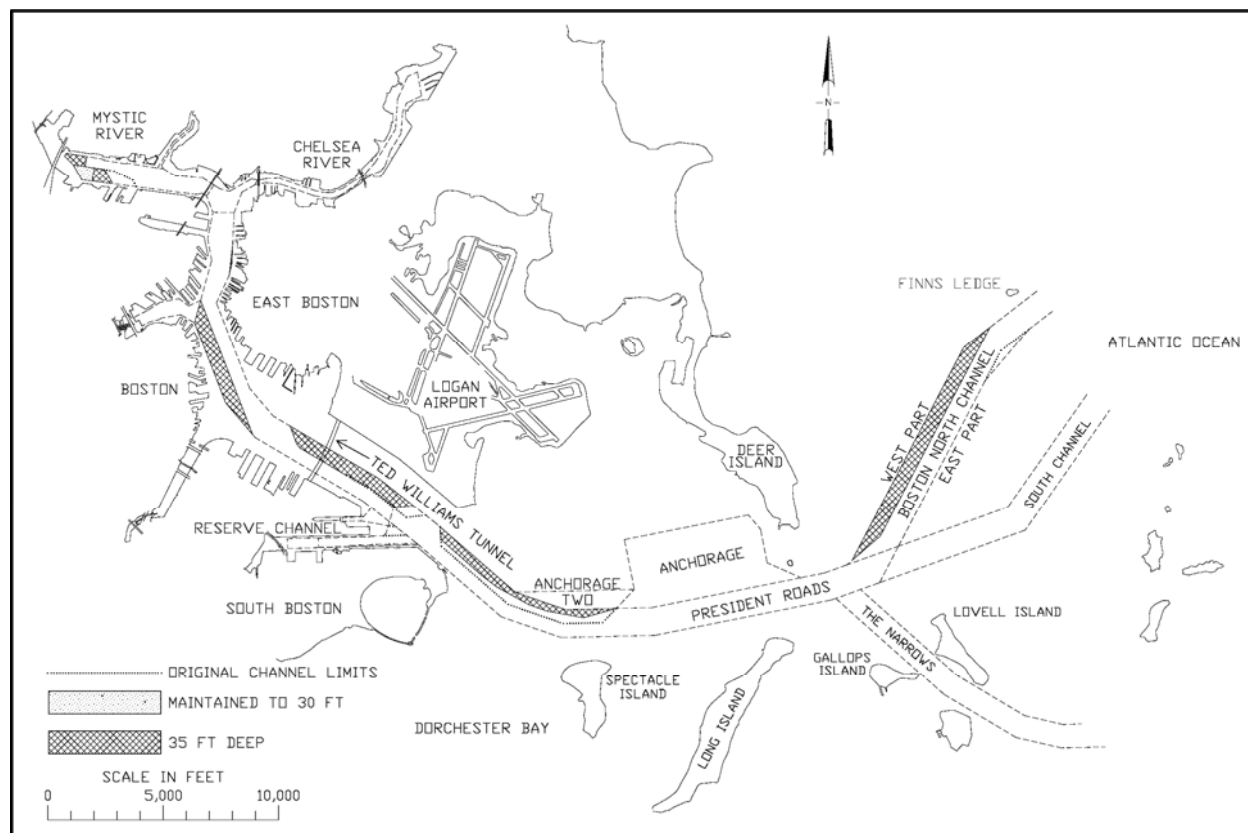 MYSTIC
RIVER
CHELSEA
RIVER
N
FINNS LEDGE
EAST BOSTON
ATLANTIC OCEAN
BOSTON
LOGAN
AIRPORT
WEST PART
BOSTON NORTH CHANNEL
EAST PART
SOUTH CHANNEL
DEER
ISLAND
TED WILLIAMS TUNNEL
RESERVE CHANNEL
ANCHORAGE
ANCHORAGE
TWO
PRESIDENT ROADS
SOUTH BOSTON
THE NARROWS
LOVELL ISLAND
GALLOPS
ISLAND
SPECTACLE
ISLAND
LONG ISLAND
DORCHESTER BAY
ORIGINAL CHANNEL LIMITS
MAINTAINED TO 30 FT
35 FT DEEP
SCALE IN FEET
0 5,000 10,000